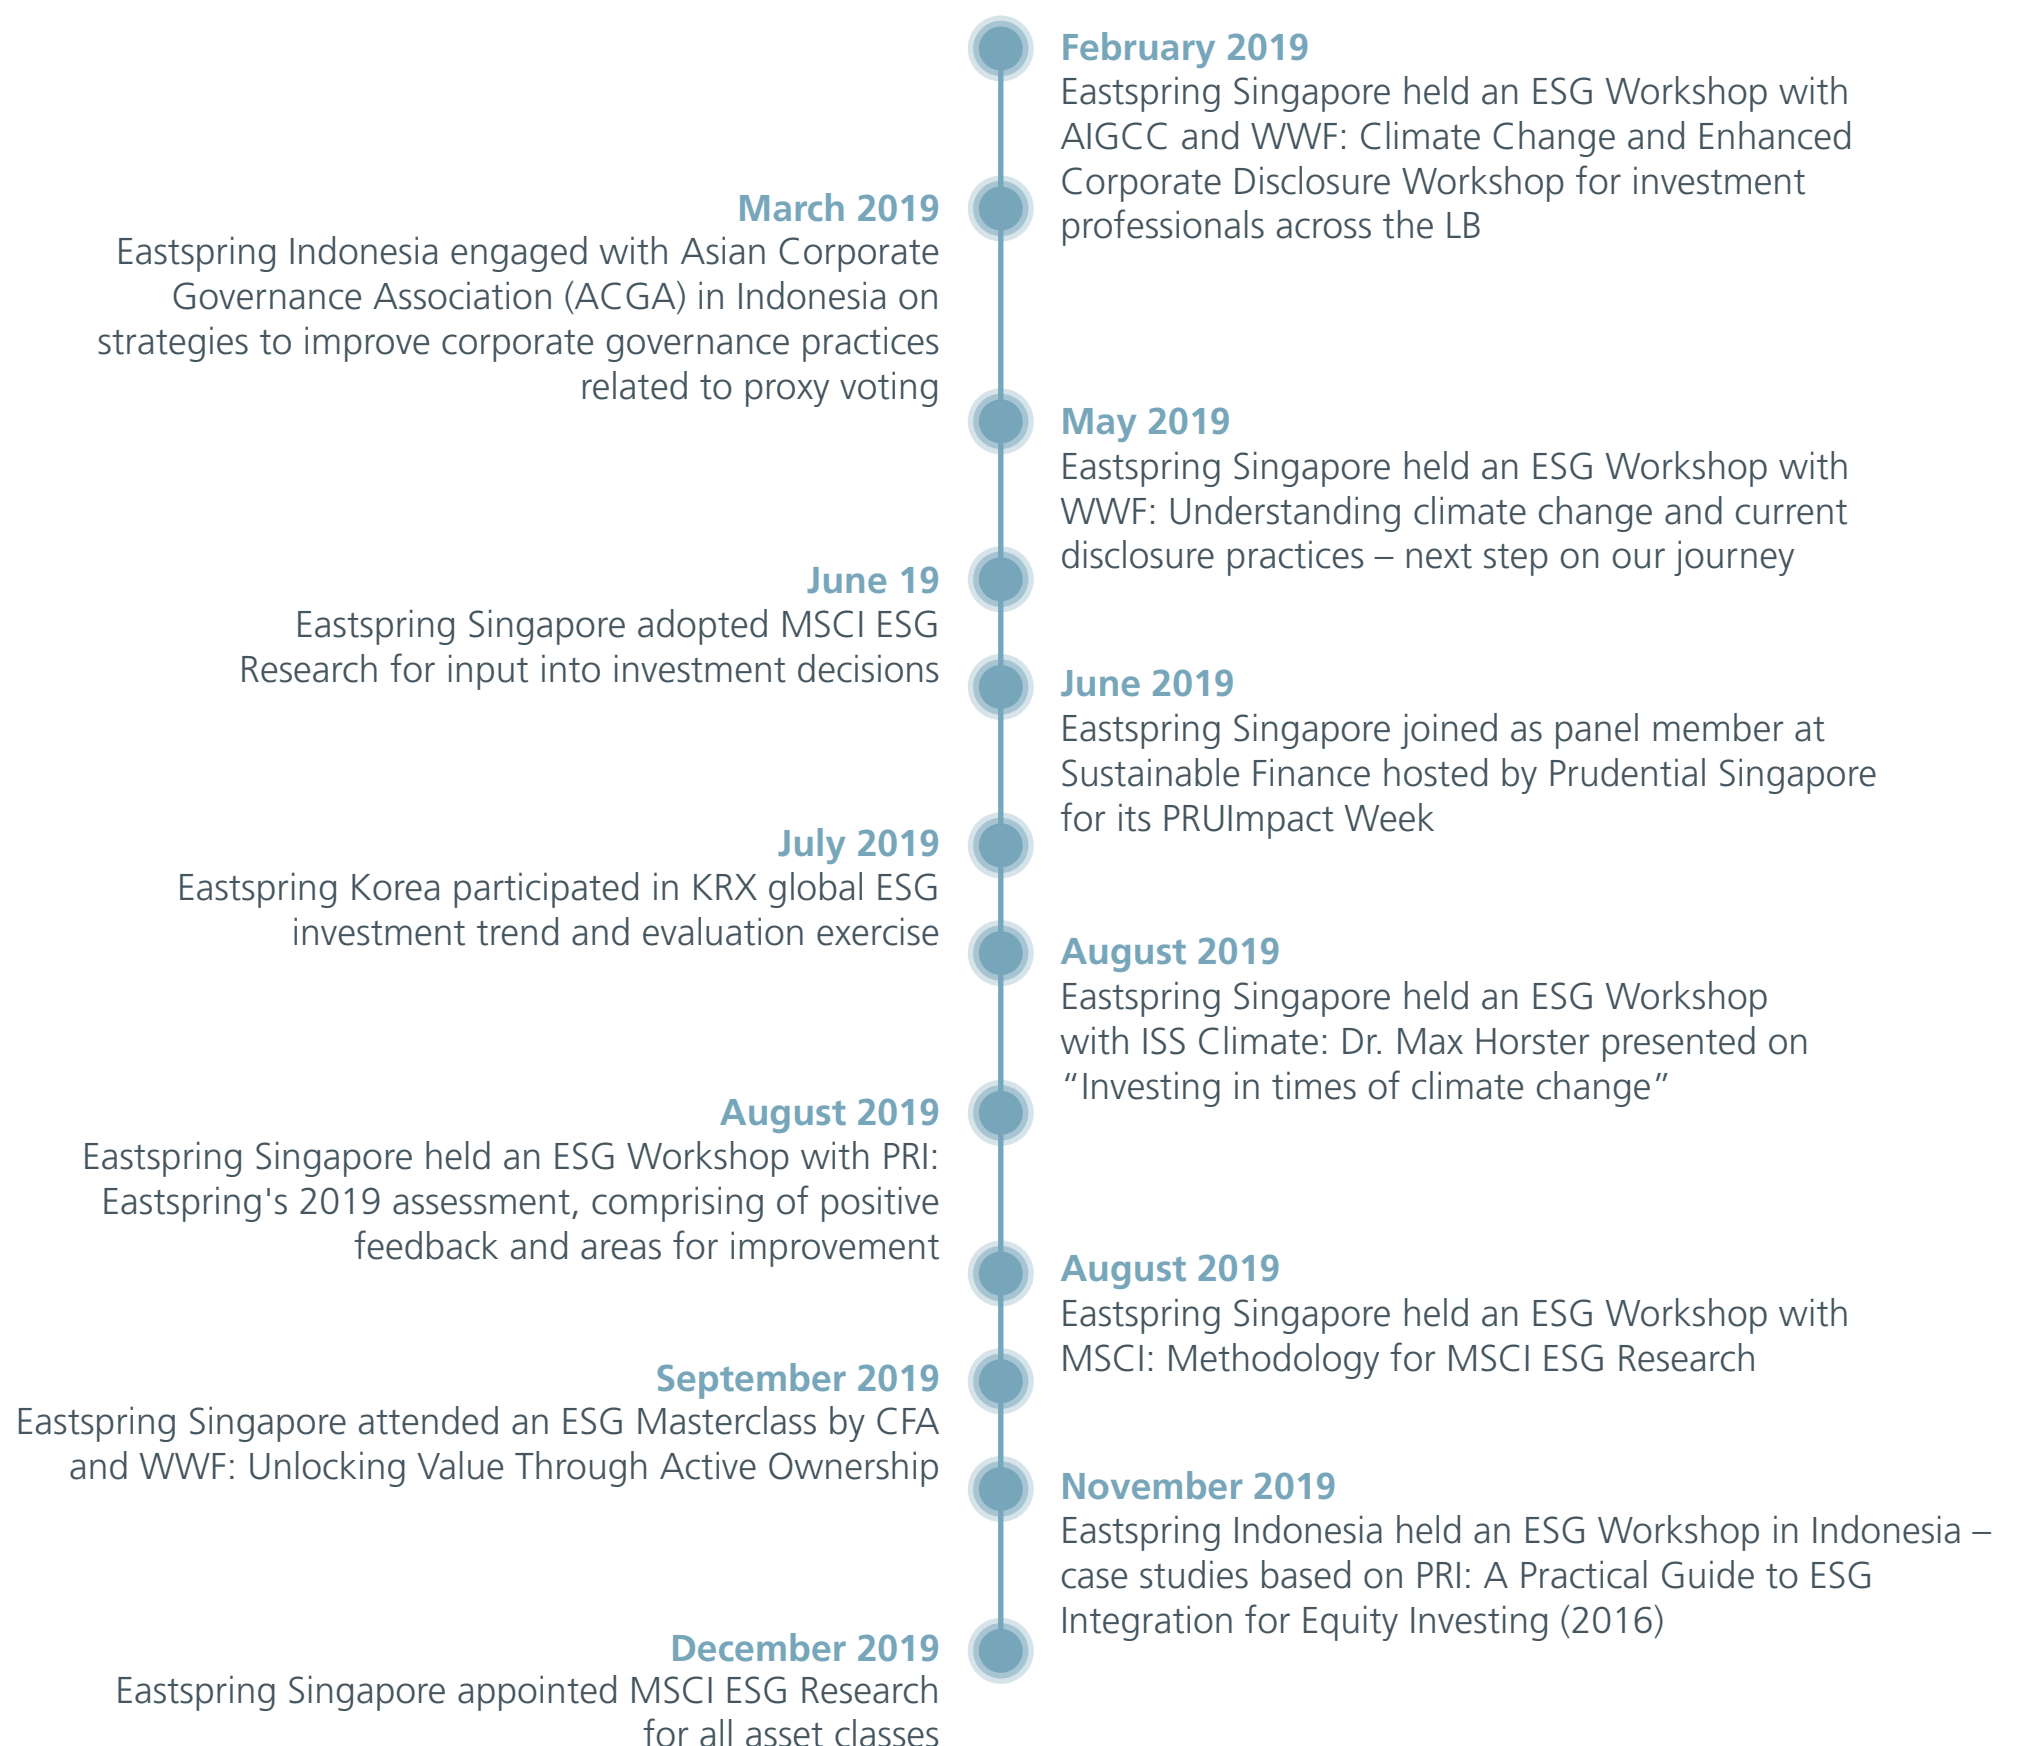 February 2019
Eastspring Singapore held an ESG Workshop with
AIGCC and WWF: Climate Change and Enhanced
Corporate Disclosure Workshop for investment
professionals across the LB
March 2019
Eastspring Indonesia engaged with Asian Corporate
Governance Association (ACGA) in Indonesia on
strategies to improve corporate governance practices
related to proxy voting
May 2019
Eastspring Singapore held an ESG Workshop with
WWF: Understanding climate change and current
disclosure practices – next step on our journey
June 19
Eastspring Singapore adopted MSCI ESG
Research for input into investment decisions
June 2019
Eastspring Singapore joined as panel member at
Sustainable Finance hosted by Prudential Singapore
for its PRUImpact Week
July 2019
Eastspring Korea participated in KRX global ESG
investment trend and evaluation exercise
August 2019
Eastspring Singapore held an ESG Workshop
with ISS Climate: Dr. Max Horster presented on
“Investing in times of climate change”
August 2019
Eastspring Singapore held an ESG Workshop with PRI:
Eastspring's 2019 assessment, comprising of positive
feedback and areas for improvement
August 2019
Eastspring Singapore held an ESG Workshop with
MSCI: Methodology for MSCI ESG Research
September 2019
Eastspring Singapore attended an ESG Masterclass by CFA
and WWF: Unlocking Value Through Active Ownership
November 2019
Eastspring Indonesia held an ESG Workshop in Indonesia –
case studies based on PRI: A Practical Guide to ESG
Integration for Equity Investing (2016)
December 2019
Eastspring Singapore appointed MSCI ESG Research
for all asset classes